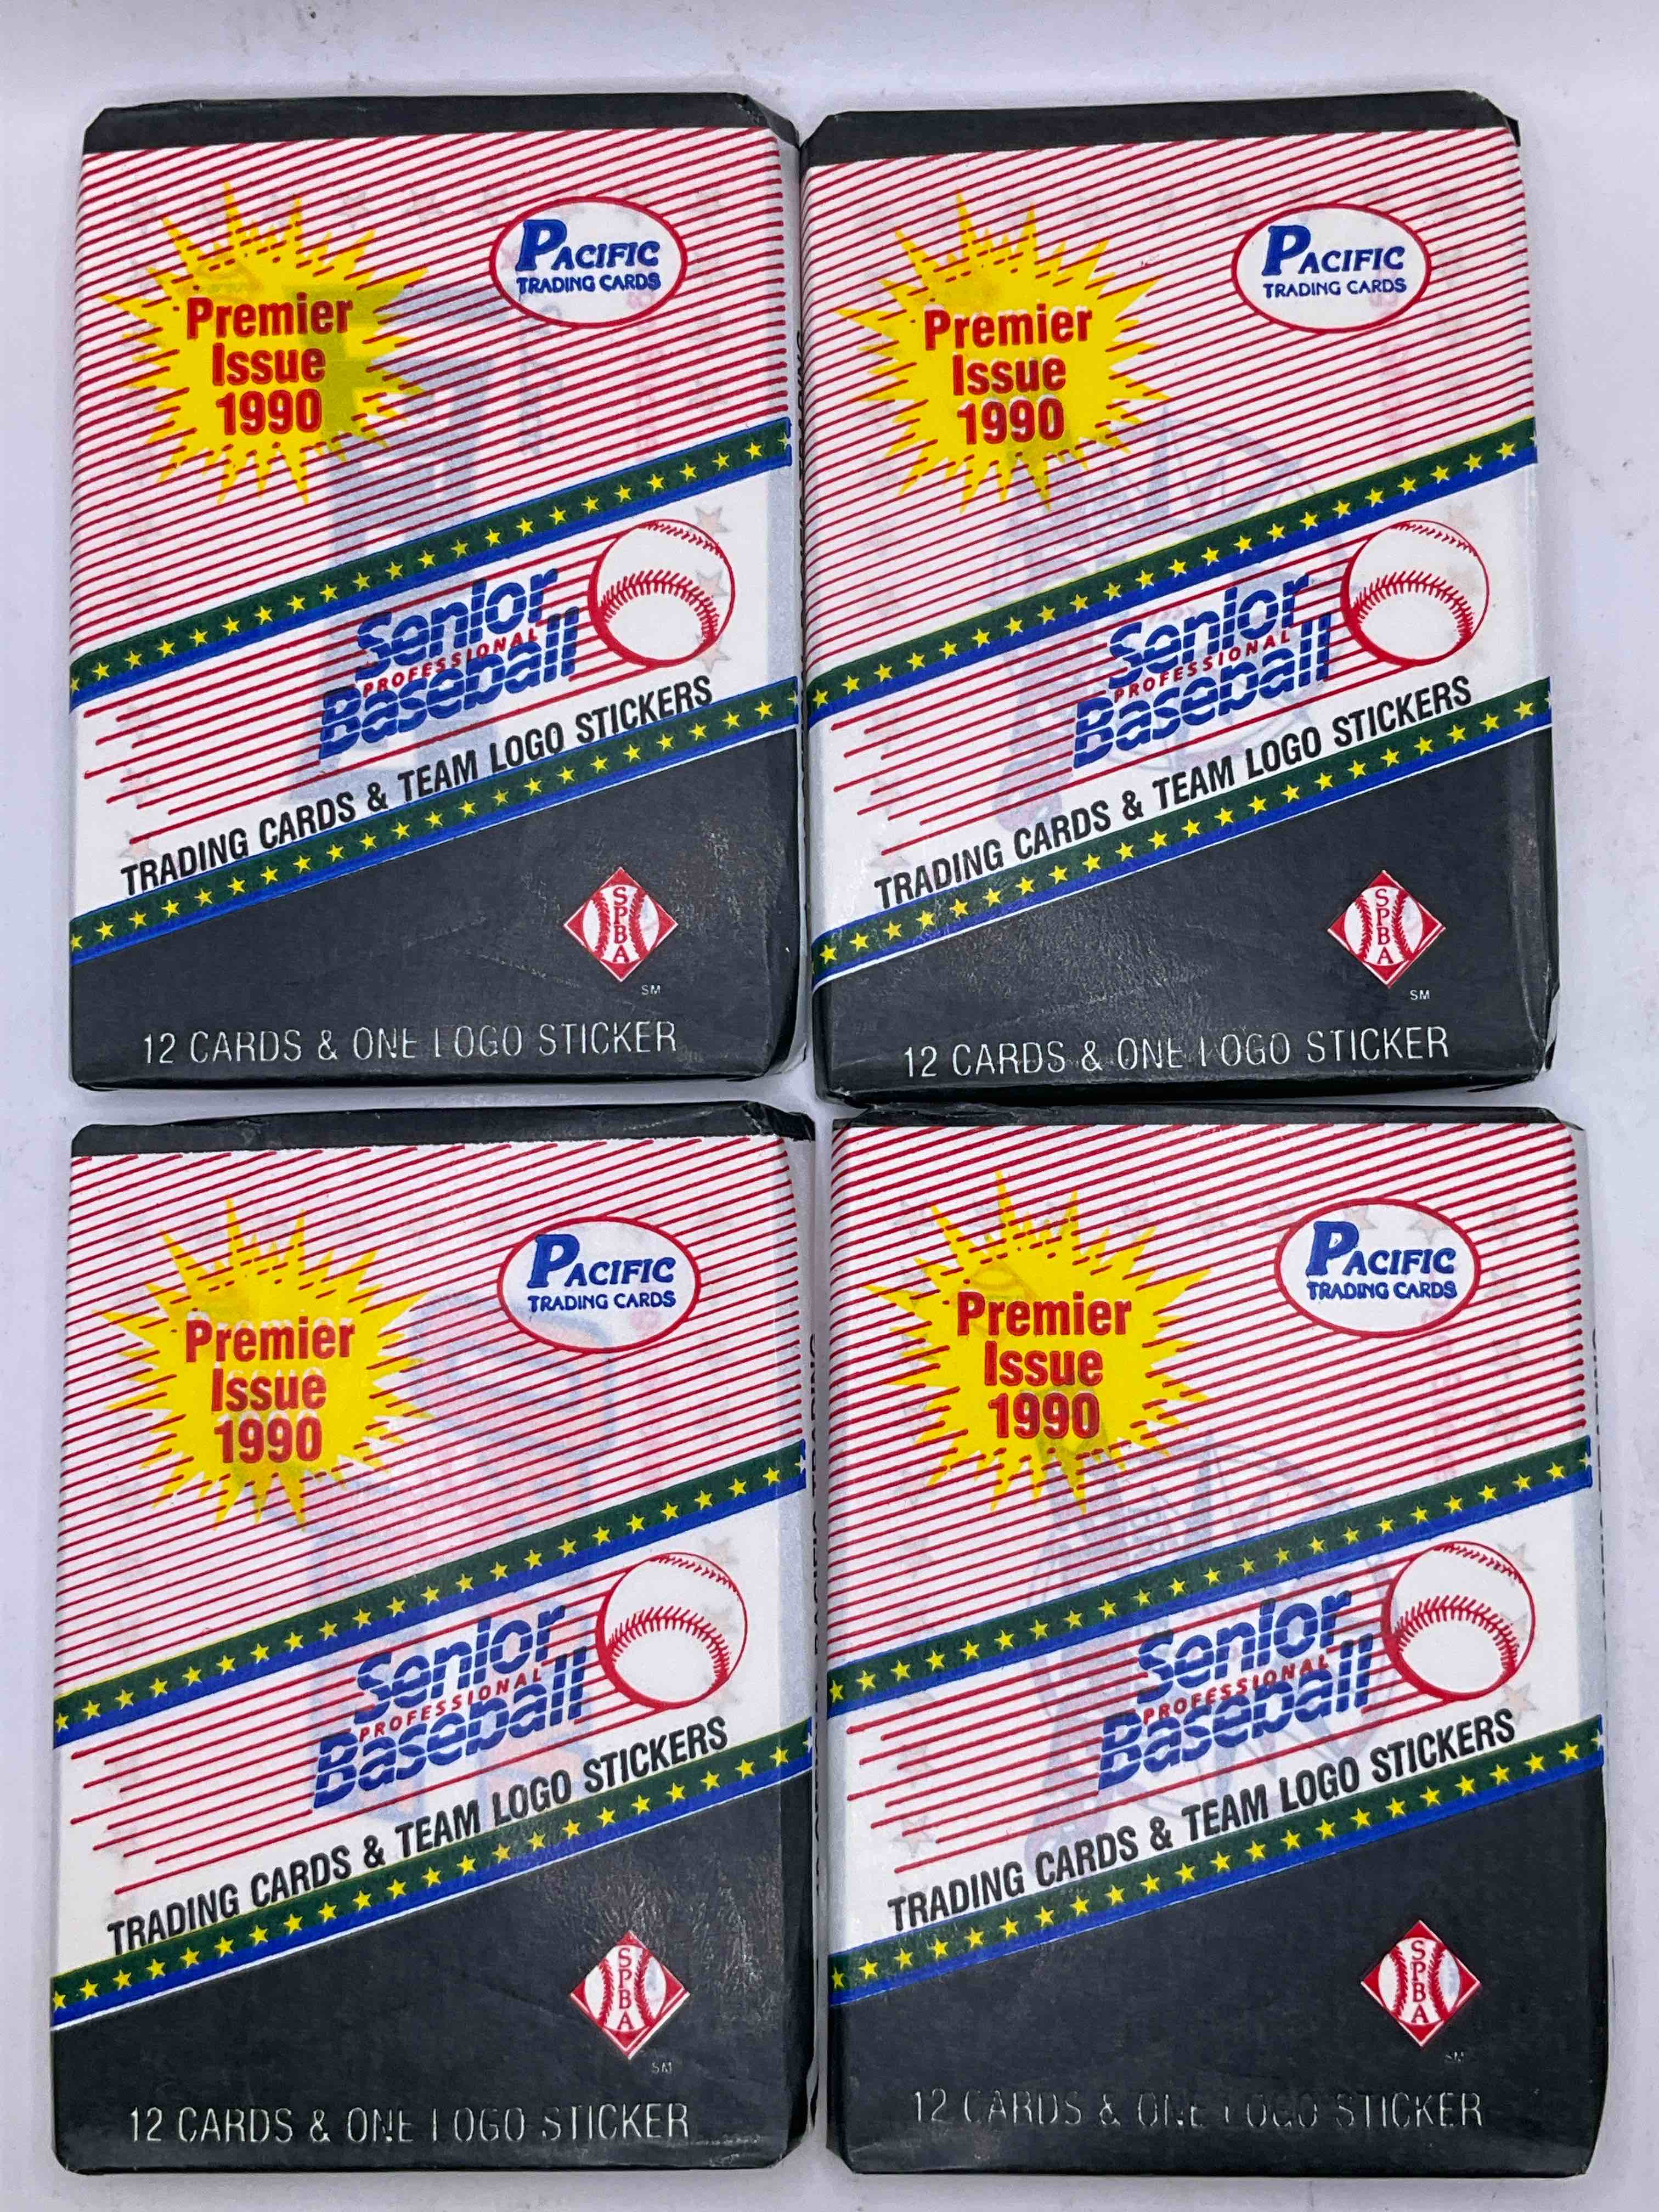 Premier
Issue
1990
PACIFIC
TRADING CARDS
Senior
PROFESSIONAL
Baseball
TRADING CARDS & TEAM LOGO STICKERS
SPBA
SM
12 CARDS & ONE LOGO STICKER
Premier
Issue
1990
PACIFIC
TRADING CARDS
Senior
PROFESSIONAL
Baseball
TRADING CARDS & TEAM LOGO STICKERS
SPBA
SM
12 CARDS & ONE LOGO STICKER
Premier
Issue
1990
PACIFIC
TRADING CARDS
Senior
PROFESSIONAL
Baseball
TRADING CARDS & TEAM LOGO STICKERS
SPBA
SM
12 CARDS & ONE LOGO STICKER
Premier
Issue
1990
PACIFIC
TRADING CARDS
Senior
PROFESSIONAL
Baseball
TRADING CARDS & TEAM LOGO STICKERS
SPBA
SM
12 CARDS & ONE LOGO STICKER